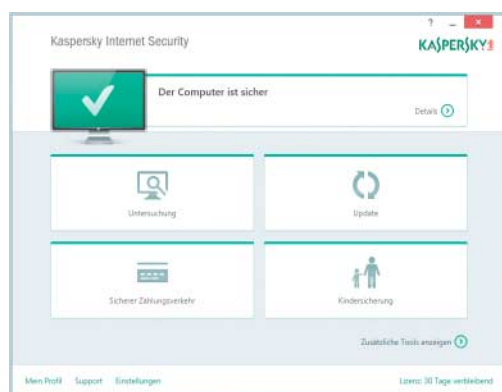 ?
Kaspersky Internet Security
KASPERSKY
Der Computer ist sicher
Details
Untersuchung
Update
Sicherer Zahlungsverkehr
Kindersicherung
Zusätzliche Tools anzeigen
Mein Profil Support Einstellungen Lizenz: 30 Tage verbleibend